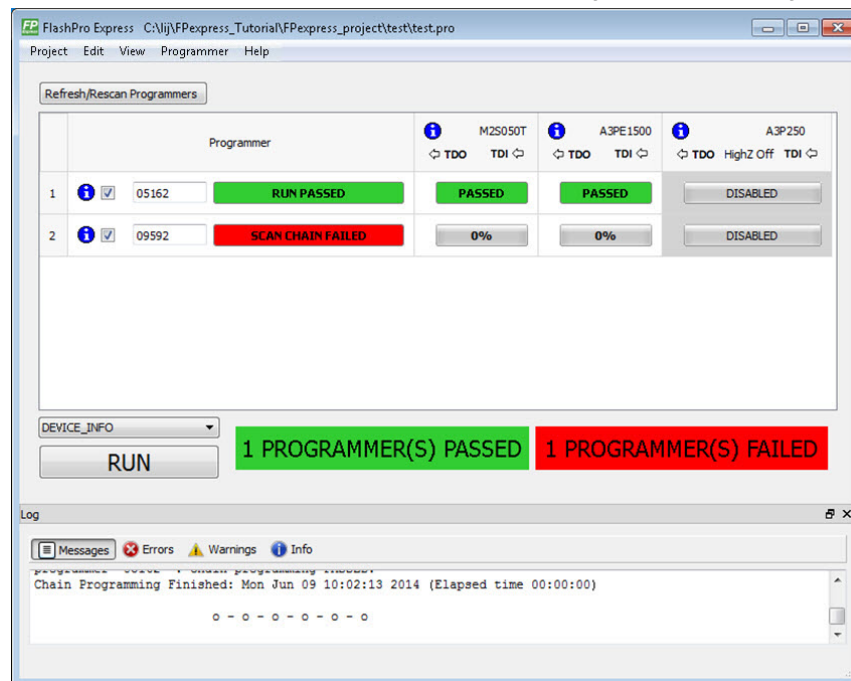 FP FlashPro Express C:\lij\FPexpress_Tutorial\FPexpress_project\test\test.pro
Project Edit View Programmer Help
Refresh/Rescan Programmers
Programmer
M2S050T
TDO TDI
A3PE1500
TDO TDI
A3P250
TDO HighZ Off TDI
1 05162 RUN PASSED PASSED PASSED DISABLED
2 09592 SCAN CHAIN FAILED 0% 0% DISABLED
DEVICE_INFO
RUN
1 PROGRAMMER(S) PASSED
1 PROGRAMMER(S) FAILED
Log
Messages Errors Warnings Info
Chain Programming Finished: Mon Jun 09 10:02:13 2014 (Elapsed time 00:00:00)
o - o - o - o - o - o